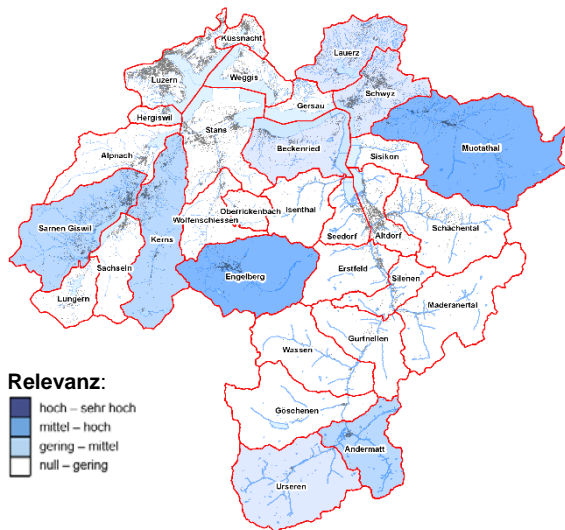 Küssnacht
Lauerz
Luzern
Weggis
Schwyz
Gersau
Hergiswil
Stans
Muotathal
Beckenried
Sisikon
Alpnach
Oberrickenbach
Isenthal
Wolfenschiessen
Schächental
Sarnen Giswil
Kerns
Seedorf
Altdorf
Sachseln
Engelberg
Erstfeld
Silenen
Lungern
Maderanertal
Gurtnellen
Wassen
Göschenen
Andermatt
Urseren
Relevanz:
hoch – sehr hoch
mittel – hoch
gering – mittel
null – gering